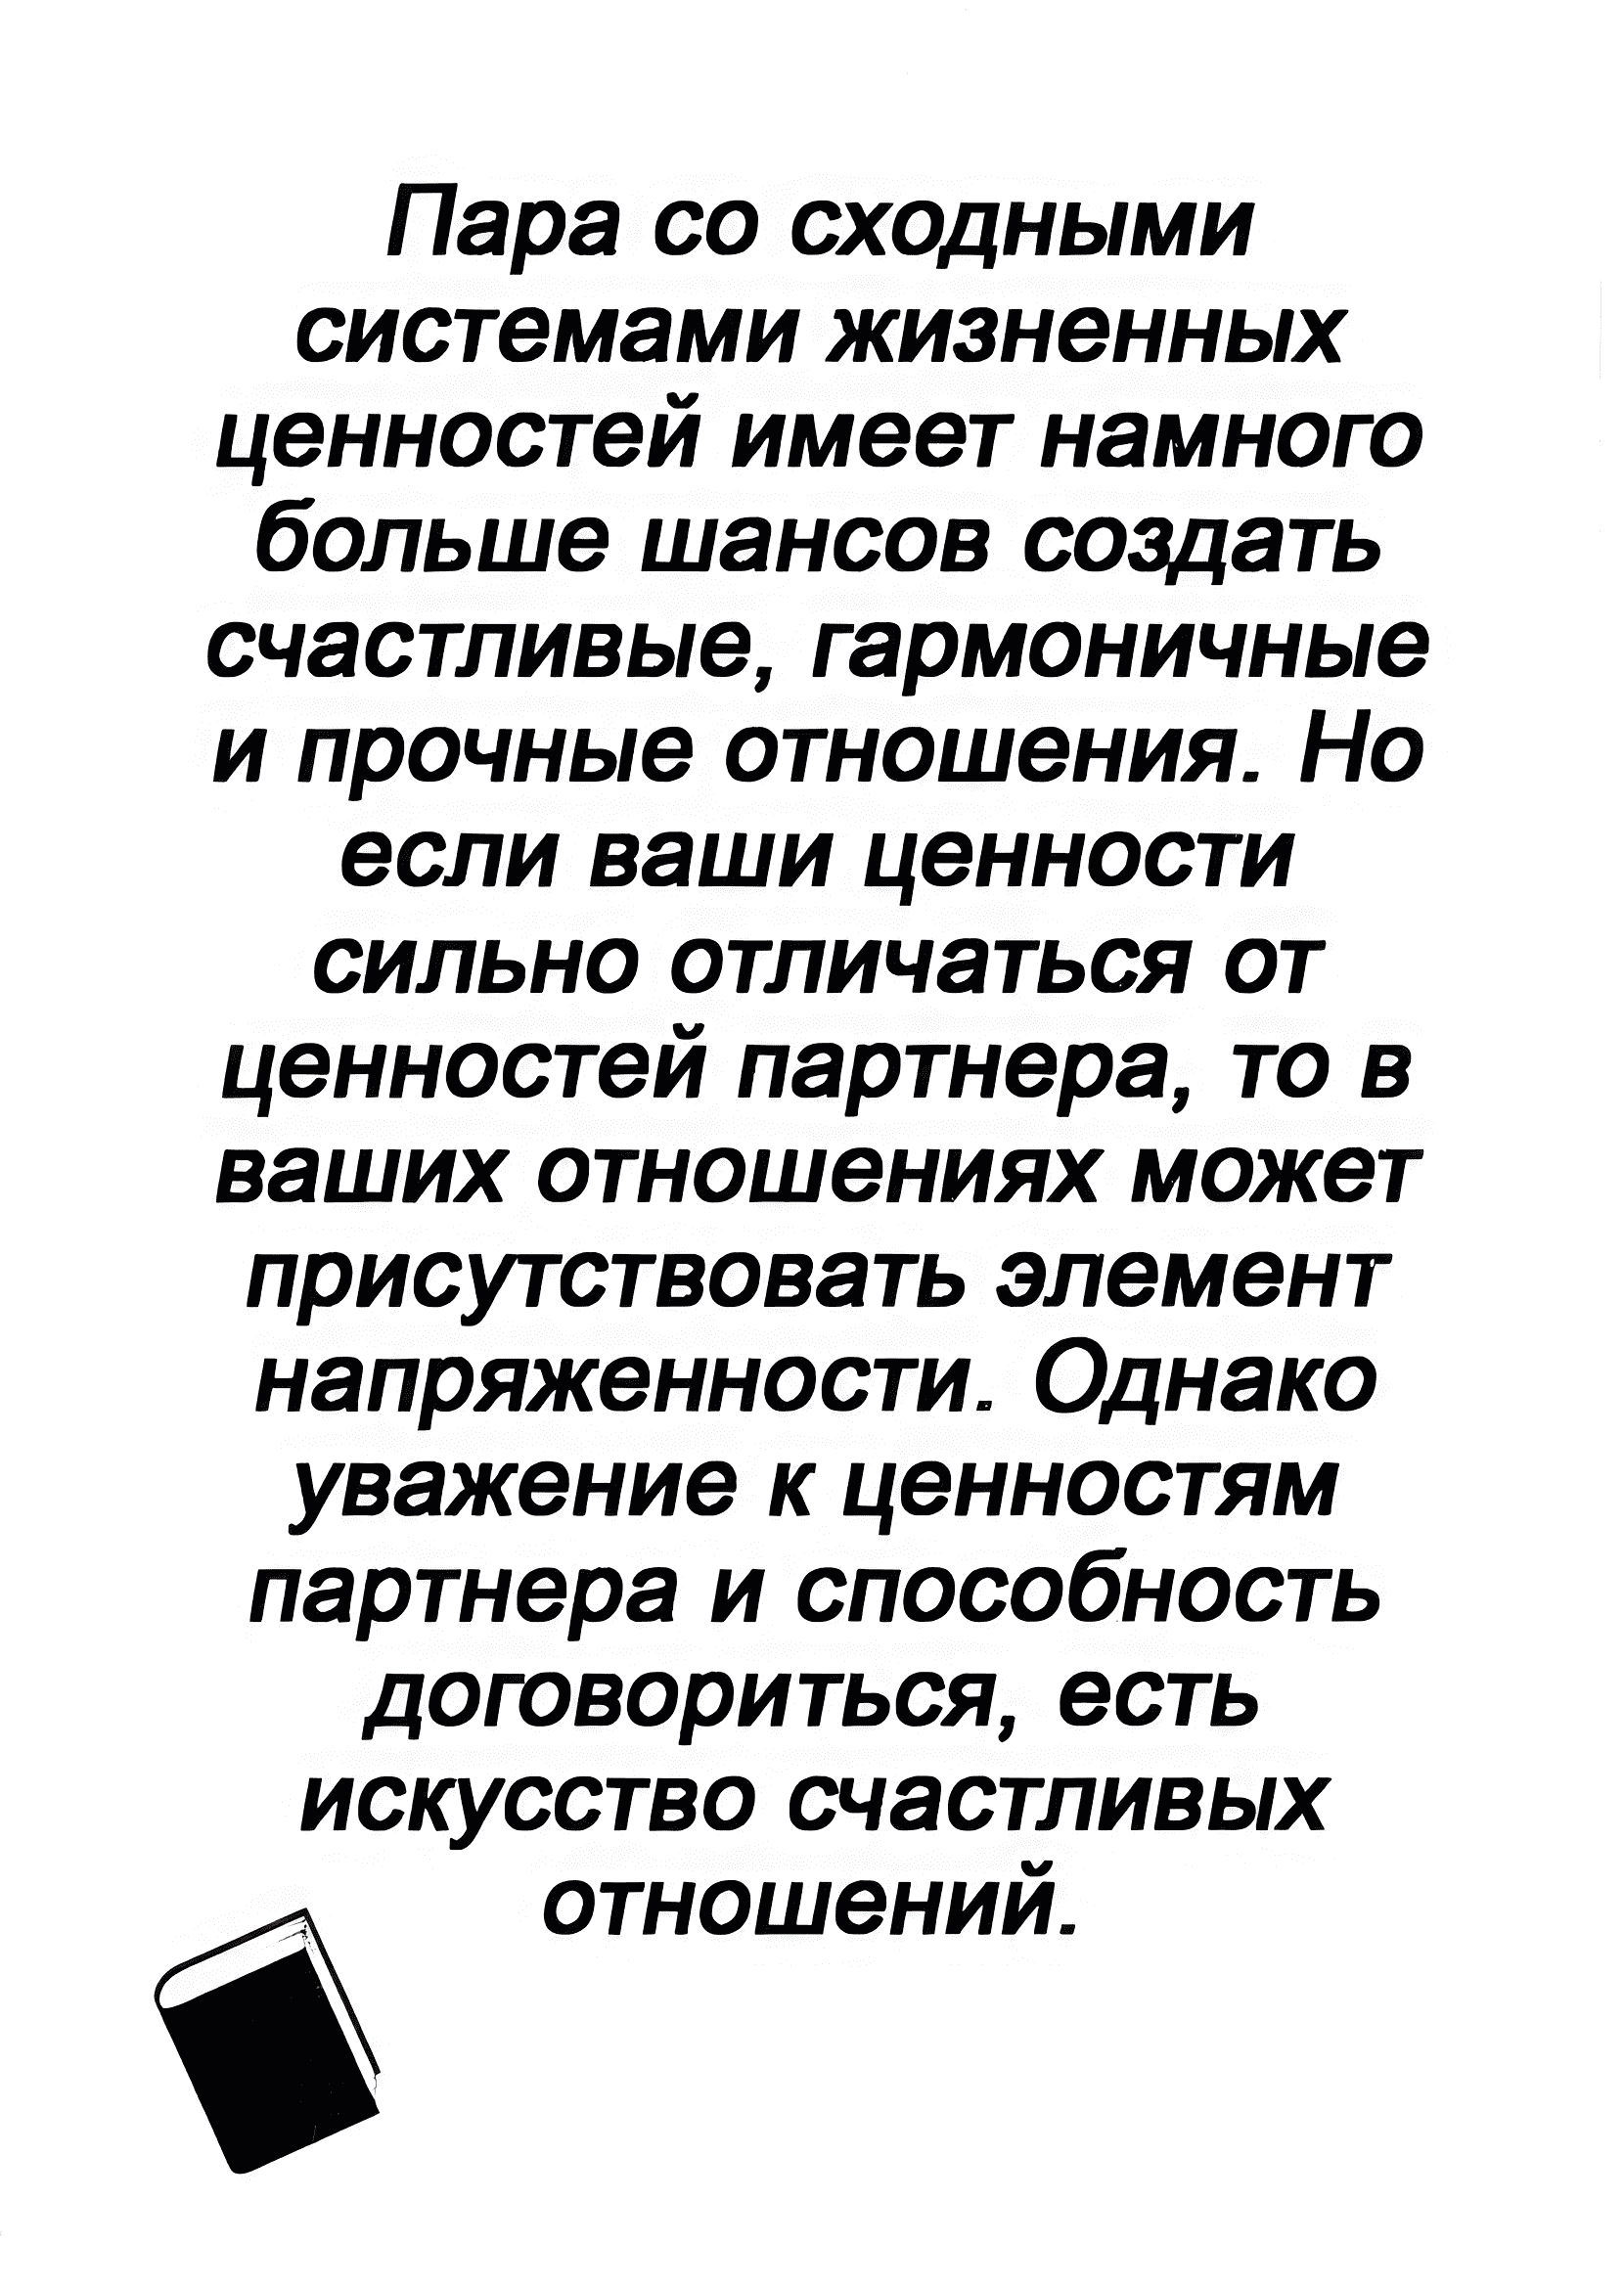 Пара со сходными
системами жизненных
ценностей имеет намного
больше шансов создать
счастливые, гармоничные
и прочные отношения. Но
если ваши ценности
сильно отличаться от
ценностей партнера, то в
ваших отношениях может
присутствовать элемент
напряженности. Однако
уважение к ценностям
партнера и способность
договориться, есть
искусство счастливых
отношений.